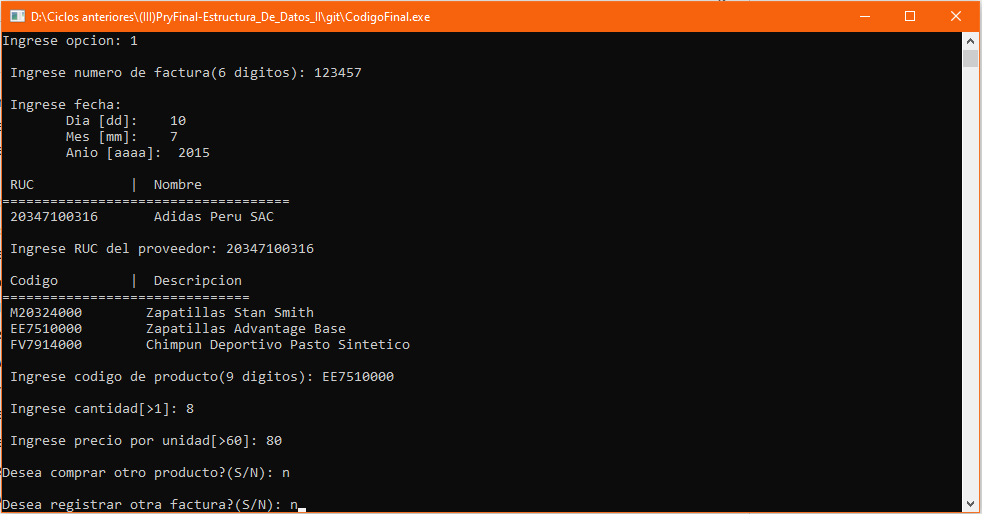 D:\Ciclos anteriores\(III)PryFinal-Estructura_De_Datos_II\git\CodigoFinal.exe
Ingrese opcion: 1
Ingrese numero de factura(6 digitos): 123457
Ingrese fecha:
Dia [dd]: 10
Mes [mm]: 7
Anio [aaaa]: 2015
RUC | Nombre
====================================
20347100316 Adidas Peru SAC
Ingrese RUC del proveedor: 20347100316
Codigo | Descripcion
===============================
M20324000 Zapatillas Stan Smith
EE7510000 Zapatillas Advantage Base
FV7914000 Chimpun Deportivo Pasto Sintetico
Ingrese codigo de producto(9 digitos): EE7510000
Ingrese cantidad[>1]: 8
Ingrese precio por unidad[>60]: 80
Desea comprar otro producto?(S/N): n
Desea registrar otra factura?(S/N): n